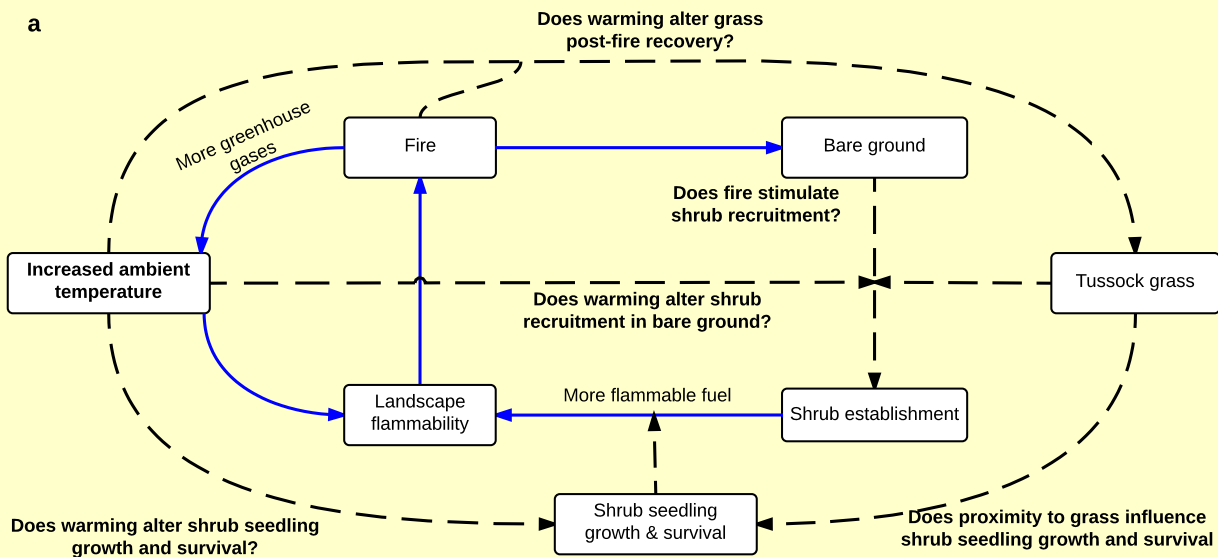 a
Does warming alter grass
post-fire recovery?
More greenhouse
gases
Fire
Bare ground
Does fire stimulate
shrub recruitment?
Increased ambient
temperature
Tussock grass
Does warming alter shrub
recruitment in bare ground?
Landscape
flammability
More flammable fuel
Shrub establishment
Shrub seedling
growth & survival
Does warming alter shrub seedling
growth and survival?
Does proximity to grass influence
shrub seedling growth and survival